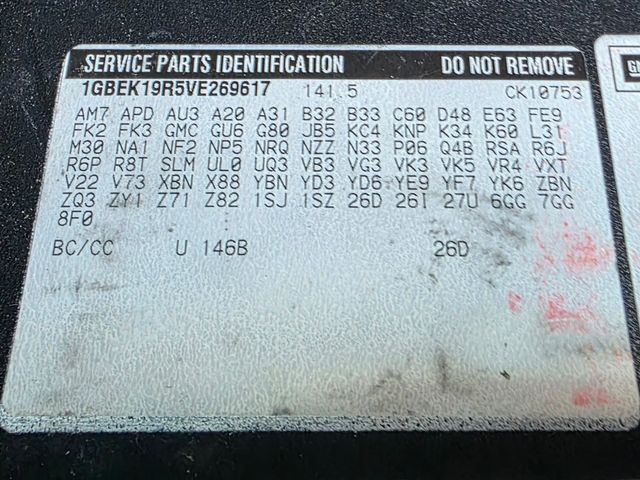 SERVICE PARTS IDENTIFICATION DO NOT REMOVE
1GBEK19R5VE269617 141.5 CK10753
AM7 APD AU3 A20 A31 B32 B33 C60 D48 E63 FE9
FK2 FK3 GMC GU6 G80 JB5 KC4 KNP K34 K60 L31
M30 NA1 NF2 NP5 NRQ NZZ N33 P06 Q4B RSA R6J
R6P R8T SLM UL0 UQ3 VB3 VG3 VK3 VK5 VR4 VXT
V22 V73 XBN X88 YBN YD3 YD6 YE9 YF7 YK6 ZBN
ZQ3 ZY1 Z71 Z82 1SJ 1SZ 26D 26I 27U 6GG 7GG
8F0
BC/CC U 146B 26D